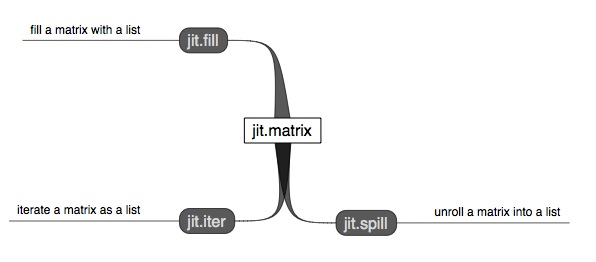 fill a matrix with a list
jit.fill
jit.matrix
iterate a matrix as a list
jit.iter
jit.spill
unroll a matrix into a list